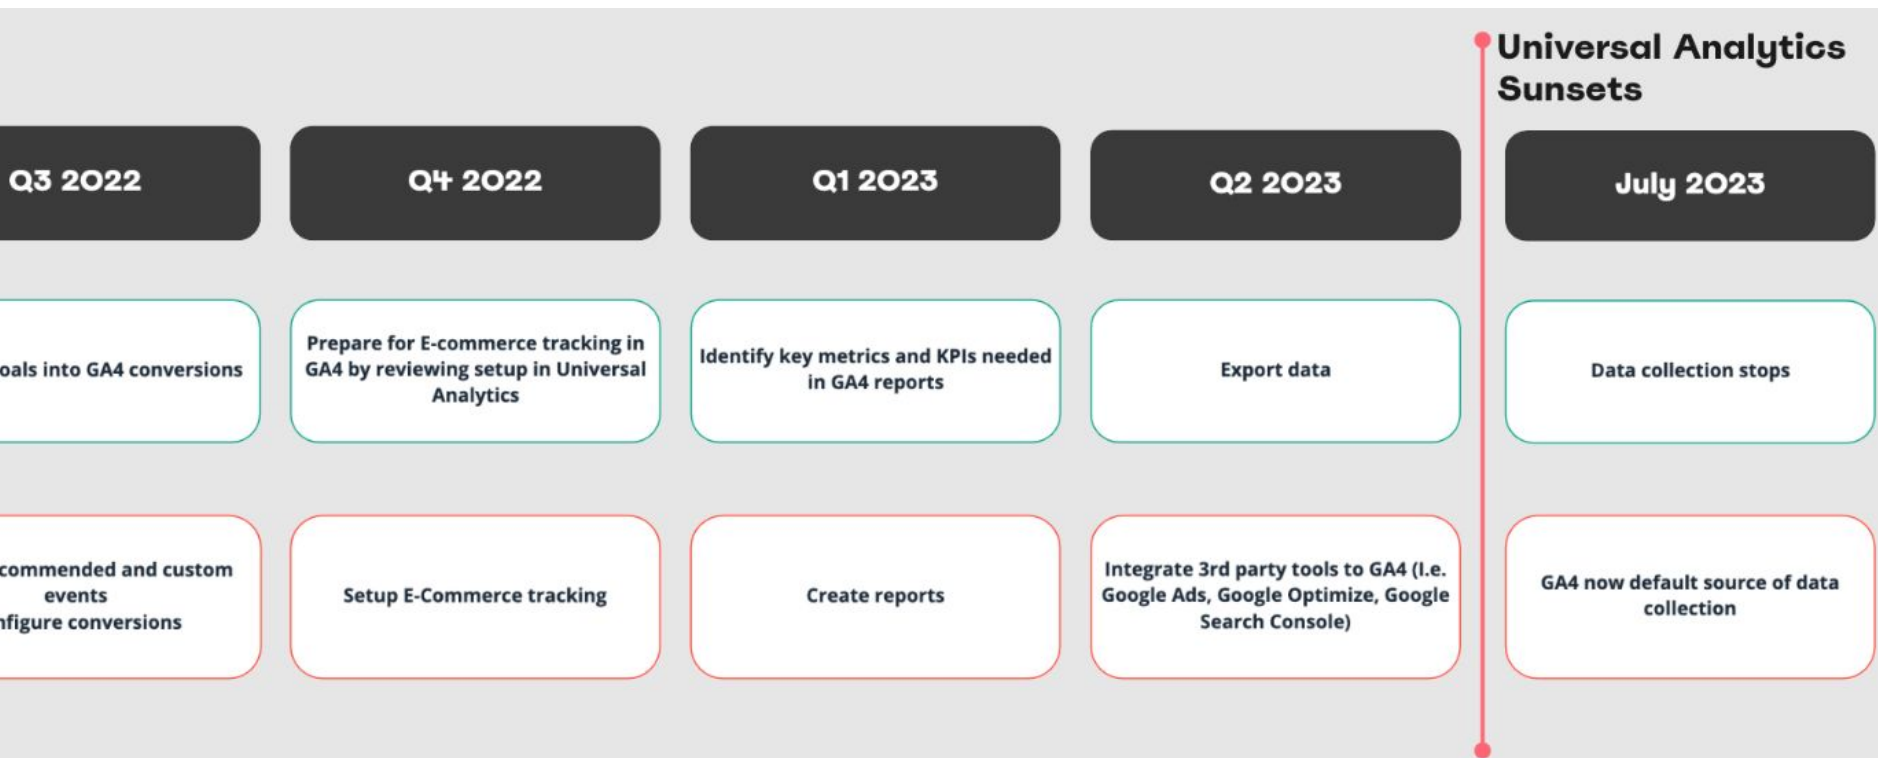 Universal Analytics
Sunsets
Q3 2022
Q4 2022
Q1 2023
Q2 2023
July 2023
into GA4 conversions
Prepare for E-commerce tracking in
GA4 by reviewing setup in Universal
Analytics
Identify key metrics and KPIs needed
in GA4 reports
Export data
Data collection stops
and custom
events
conversions
Setup E-Commerce tracking
Create reports
Integrate 3rd party tools to GA4 (I.e.
Google Ads, Google Optimize, Google
Search Console)
GA4 now default source of data
collection